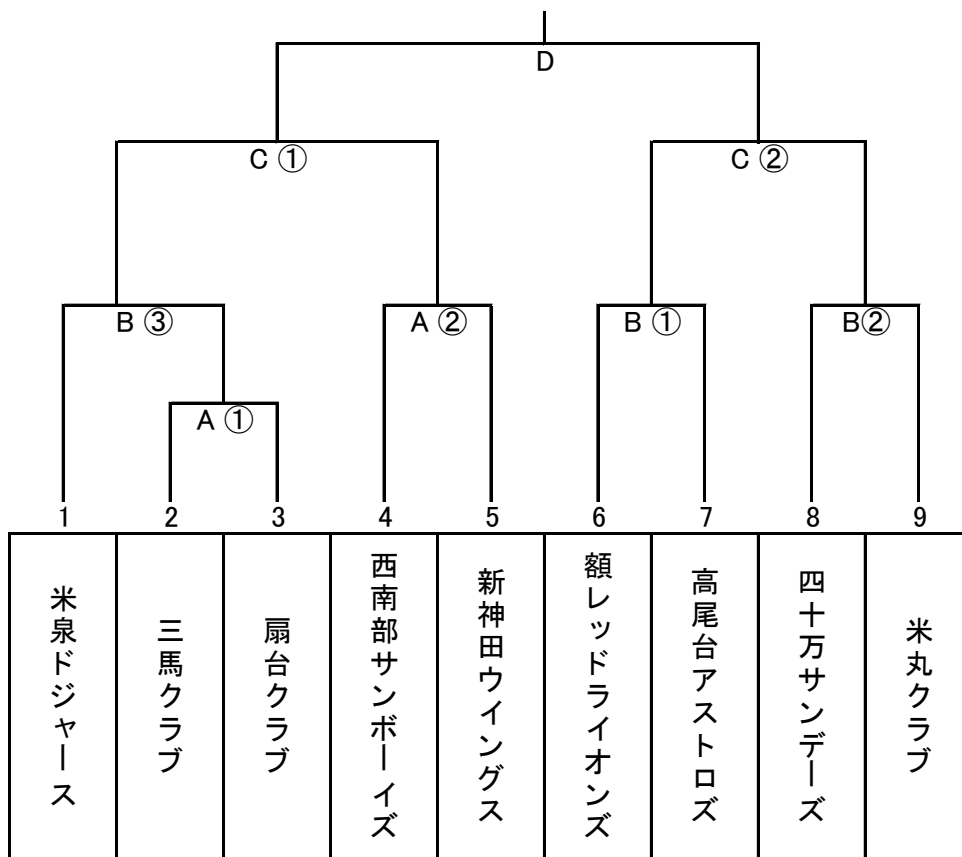 D
C ① C ②
B ③ A ② B ① B②
A ①
1 2 3 4 5 6 7 8 9
米泉ドジャース
三馬クラブ
扇台クラブ
西南部サンボーイズ
新神田ウイングス
額レッドライオンズ
高尾台アストロズ
四十万サンデーズ
米丸クラブ